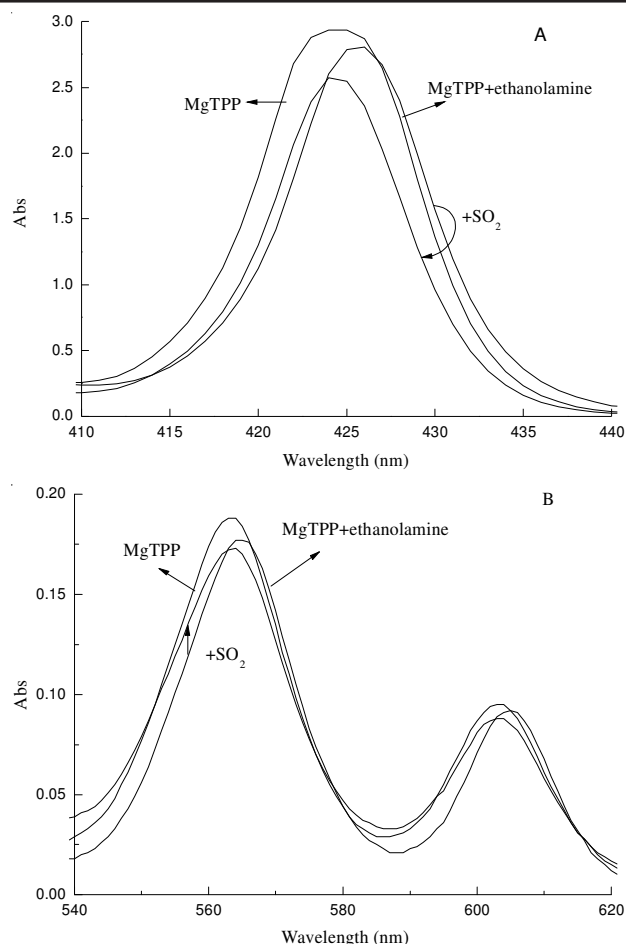 A
3.0
2.5
2.0
1.5
1.0
0.5
0.0
Abs
MgTPP
MgTPP+ethanolamine
+SO2
410 415 420 425 430 435 440
Wavelength (nm)
B
0.20
0.15
0.10
0.05
0.00
Abs
MgTPP
MgTPP+ethanolamine
+SO2
540 560 580 600 620
Wavelength (nm)